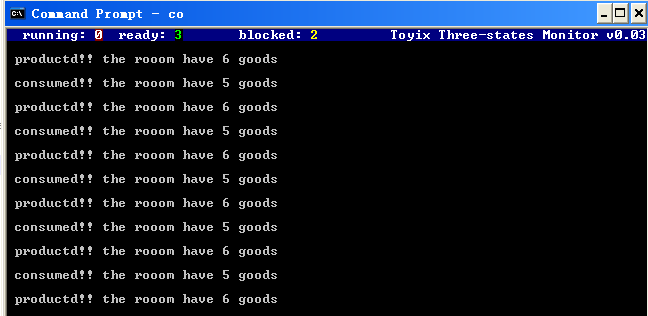 Command Prompt - co
running: 0 ready: 3 blocked: 2 Toyix Three-states Monitor v0.03
productd!! the rooom have 6 goods
consumed!! the rooom have 5 goods
productd!! the rooom have 6 goods
consumed!! the rooom have 5 goods
productd!! the rooom have 6 goods
consumed!! the rooom have 5 goods
productd!! the rooom have 6 goods
consumed!! the rooom have 5 goods
productd!! the rooom have 6 goods
consumed!! the rooom have 5 goods
productd!! the rooom have 6 goods